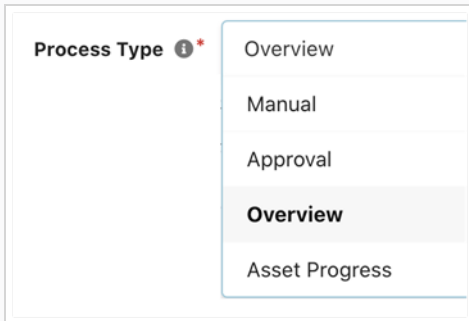 Process Type * Overview
Manual
Approval
Overview
Asset Progress